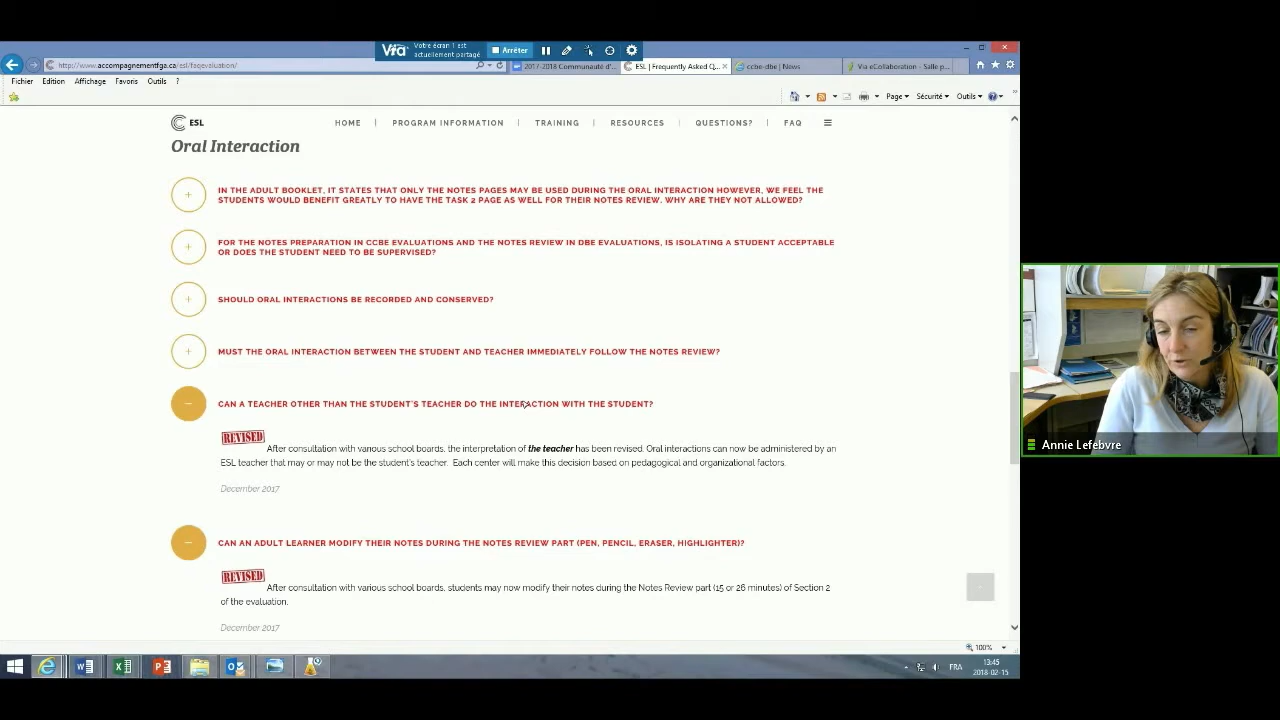 Via
Votre écran 1 est
actuellement partagé
Arrêter
http://www.accompagnementfga.ca/esl/faqevaluation/
2017-2018 Communauté d'...
ESL | Frequently Asked Q...
ccbe-dbe | News
Via eCollaboration - Salle p...
Fichier Edition Affichage Favoris Outils ?
Page Sécurité Outils
ESL
HOME | PROGRAM INFORMATION | TRAINING | RESOURCES | QUESTIONS? | FAQ
Oral Interaction
IN THE ADULT BOOKLET, IT STATES THAT ONLY THE NOTES PAGES MAY BE USED DURING THE ORAL INTERACTION HOWEVER, WE FEEL THE
STUDENTS WOULD BENEFIT GREATLY TO HAVE THE TASK 2 PAGE AS WELL FOR THEIR NOTES REVIEW. WHY ARE THEY NOT ALLOWED?
FOR THE NOTES PREPARATION IN CCBE EVALUATIONS AND THE NOTES REVIEW IN DBE EVALUATIONS, IS ISOLATING A STUDENT ACCEPTABLE
OR DOES THE STUDENT NEED TO BE SUPERVISED?
SHOULD ORAL INTERACTIONS BE RECORDED AND CONSERVED?
MUST THE ORAL INTERACTION BETWEEN THE STUDENT AND TEACHER IMMEDIATELY FOLLOW THE NOTES REVIEW?
CAN A TEACHER OTHER THAN THE STUDENT'S TEACHER DO THE INTERACTION WITH THE STUDENT?
REVISED After consultation with various school boards, the interpretation of the teacher has been revised. Oral interactions can now be administered by an
ESL teacher that may or may not be the student's teacher. Each center will make this decision based on pedagogical and organizational factors.
December 2017
CAN AN ADULT LEARNER MODIFY THEIR NOTES DURING THE NOTES REVIEW PART (PEN, PENCIL, ERASER, HIGHLIGHTER)?
REVISED After consultation with various school boards, students may now modify their notes during the Notes Review part (15 or 26 minutes) of Section 2
of the evaluation.
December 2017
Annie Lefebvre
100%
FRA
13:45
2018-02-15